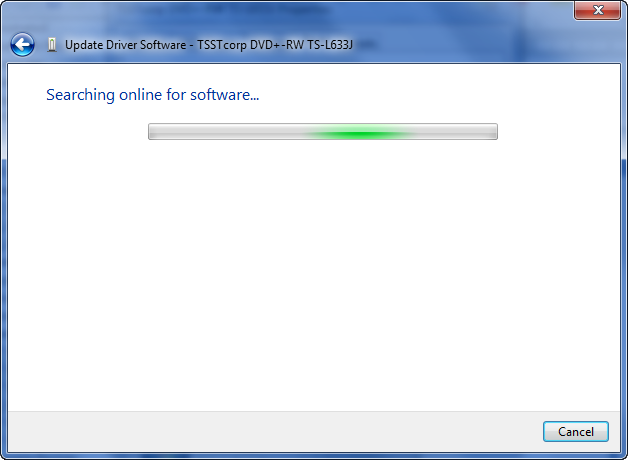 Update Driver Software - TSSTcorp DVD+-RW TS-L633J
Searching online for software...
Cancel